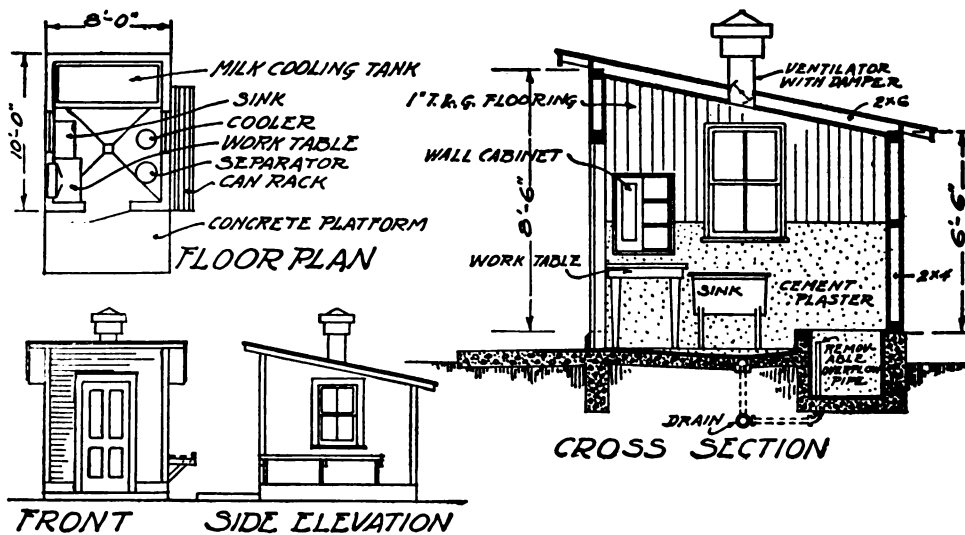 8'-0"
10'-0"
MILK COOLING TANK
SINK
COOLER
WORK TABLE
SEPARATOR
CAN RACK
CONCRETE PLATFORM
FLOOR PLAN
FRONT
SIDE ELEVATION
VENTILATOR
WITH DAMPER
1" T. & G. FLOORING
2x6
WALL CABINET
8'-6"
6'-6"
WORK TABLE
SINK
CEMENT
PLASTER
2x4
REMOV-
ABLE
OVERFLOW
PIPE
DRAIN
CROSS SECTION